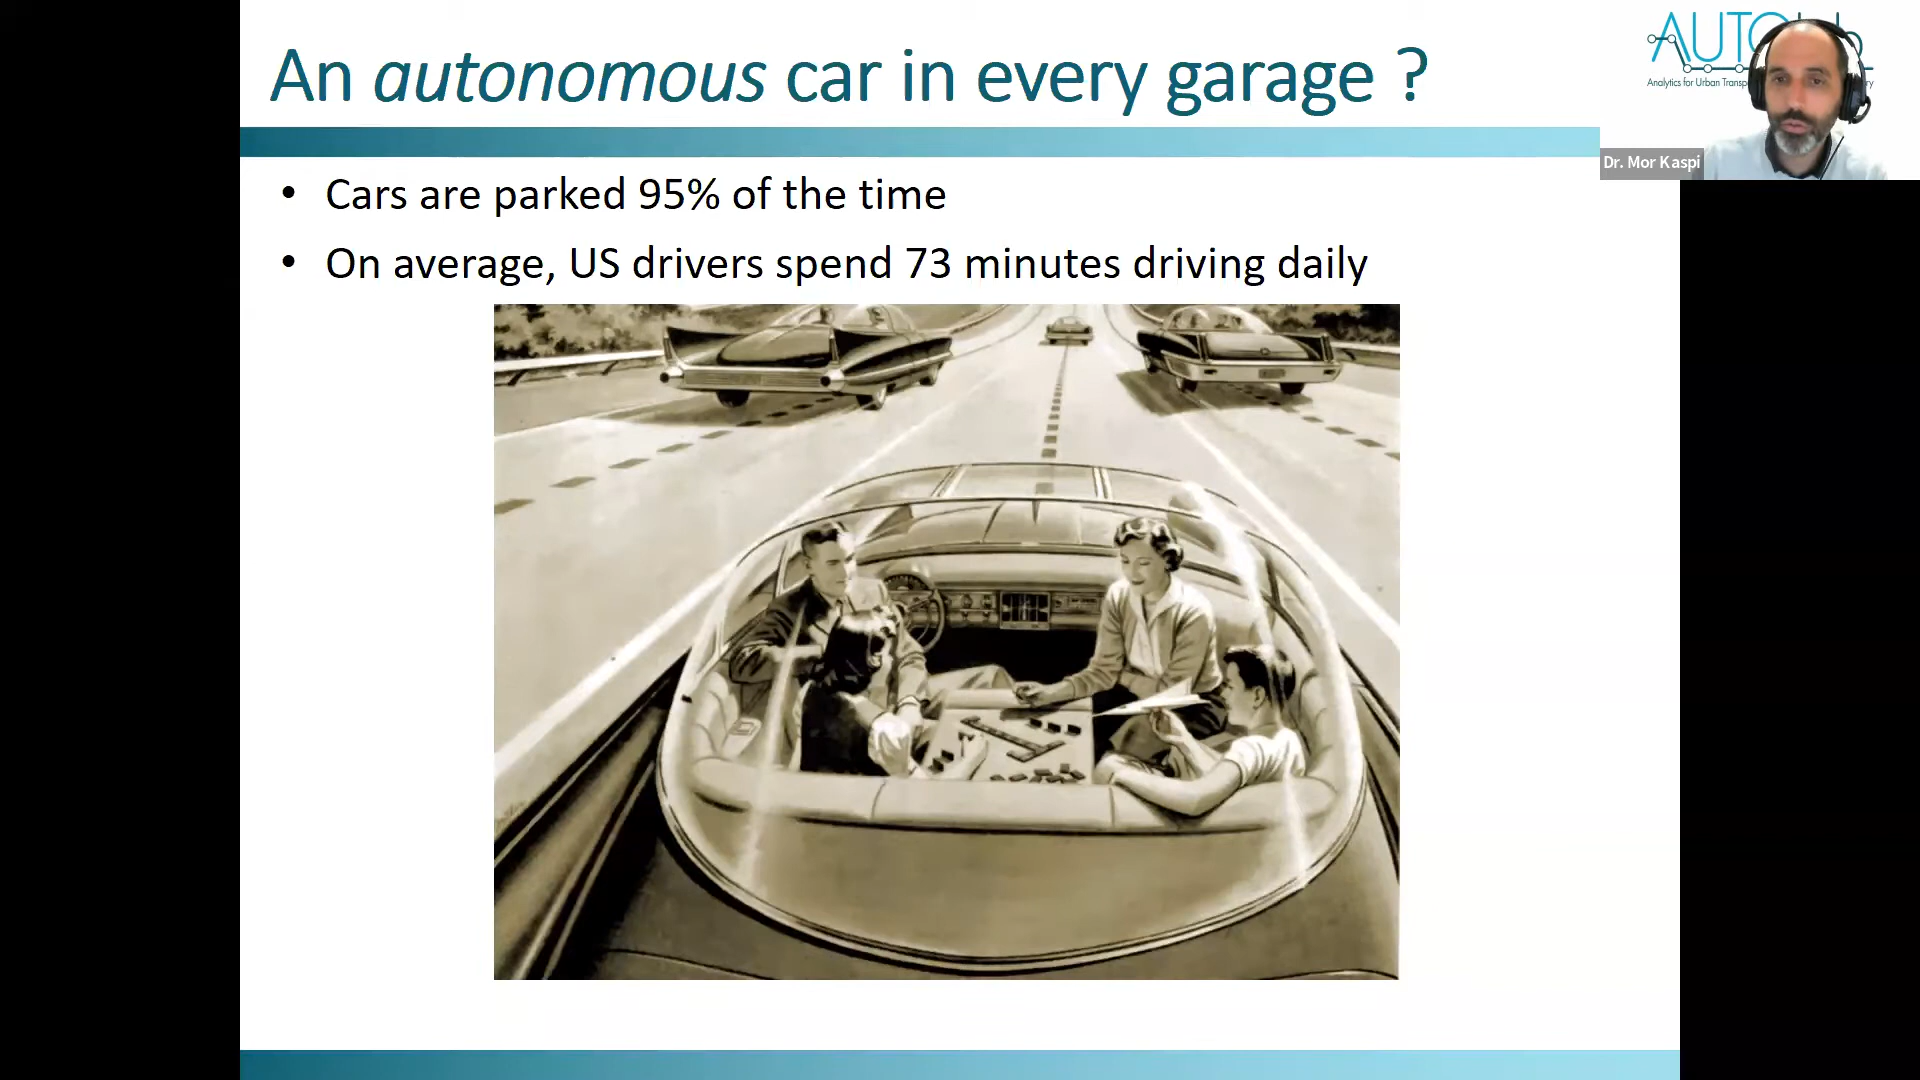 An autonomous car in every garage ?
Dr. Mor Kaspi
Analytics for Urban
• Cars are parked 95% of the time
• On average, US drivers spend 73 minutes driving daily